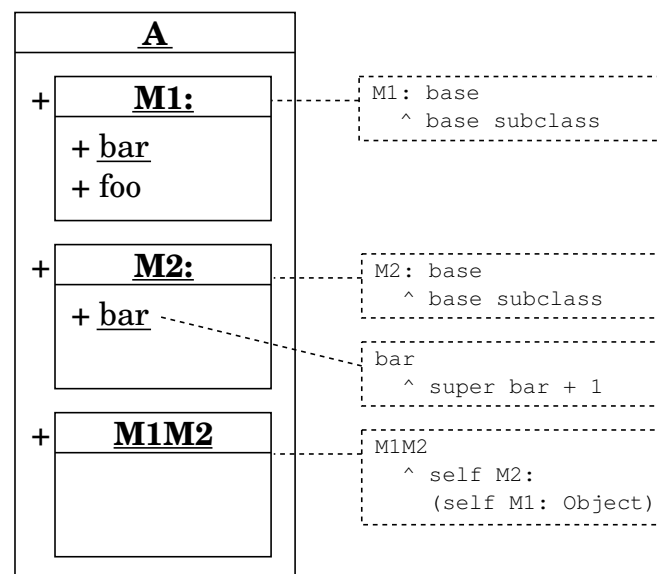 A
+ M1:
+ bar
+ foo
M1: base
^ base subclass
+ M2:
+ bar
M2: base
^ base subclass
bar
^ super bar + 1
+ M1M2
M1M2
^ self M2:
(self M1: Object)